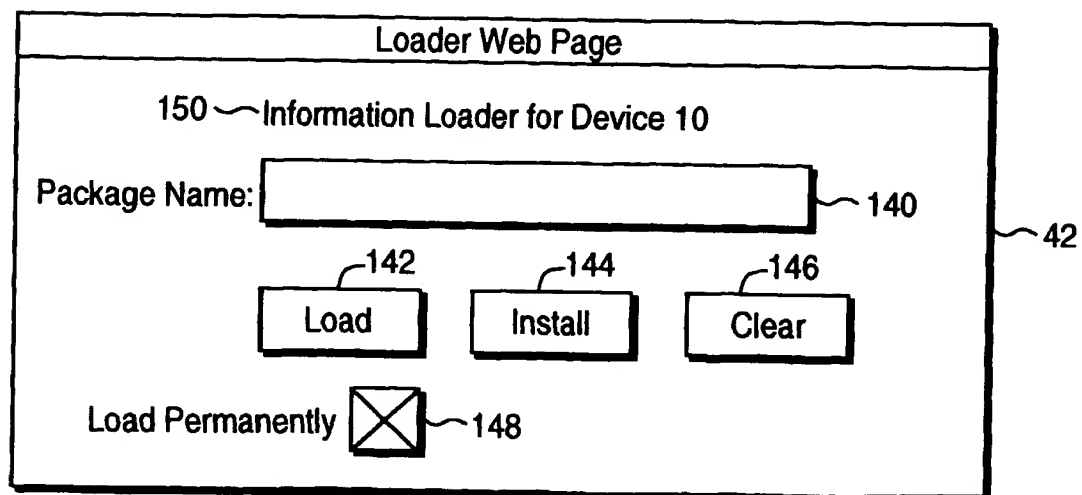 Loader Web Page
150 Information Loader for Device 10
Package Name: 140
42
142 144 146
Load Install Clear
Load Permanently 148